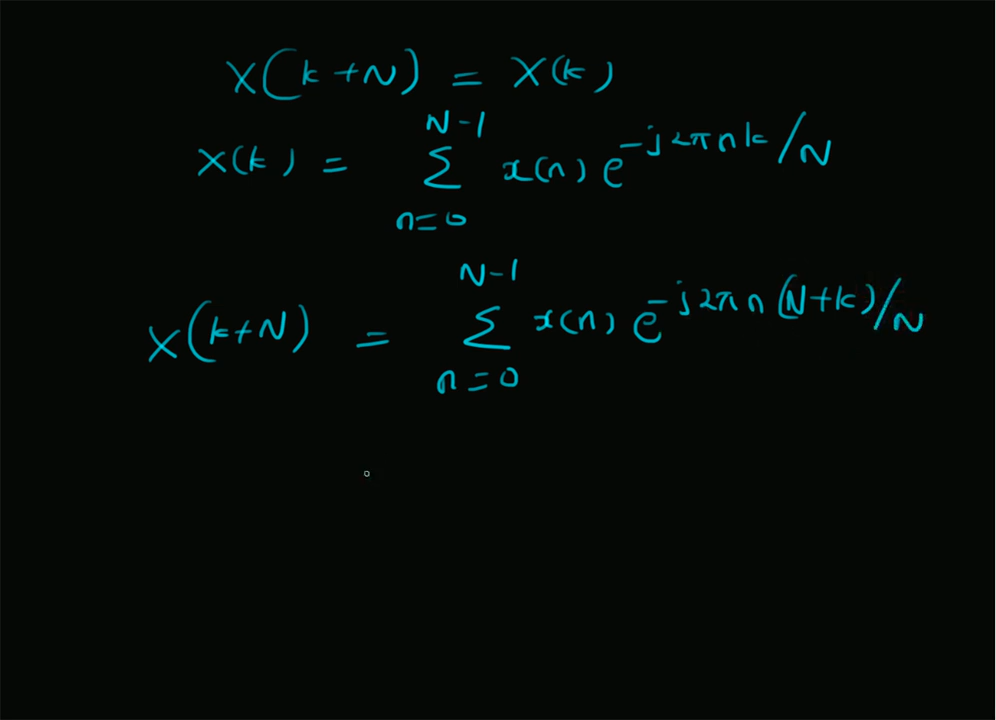 X(k+N) = X(k)
X(k) = N-1 Σ n=0 x(n) e^-j2πnk/N
X(k+N) = N-1 Σ n=0 x(n) e^-j2πn(N+k)/N